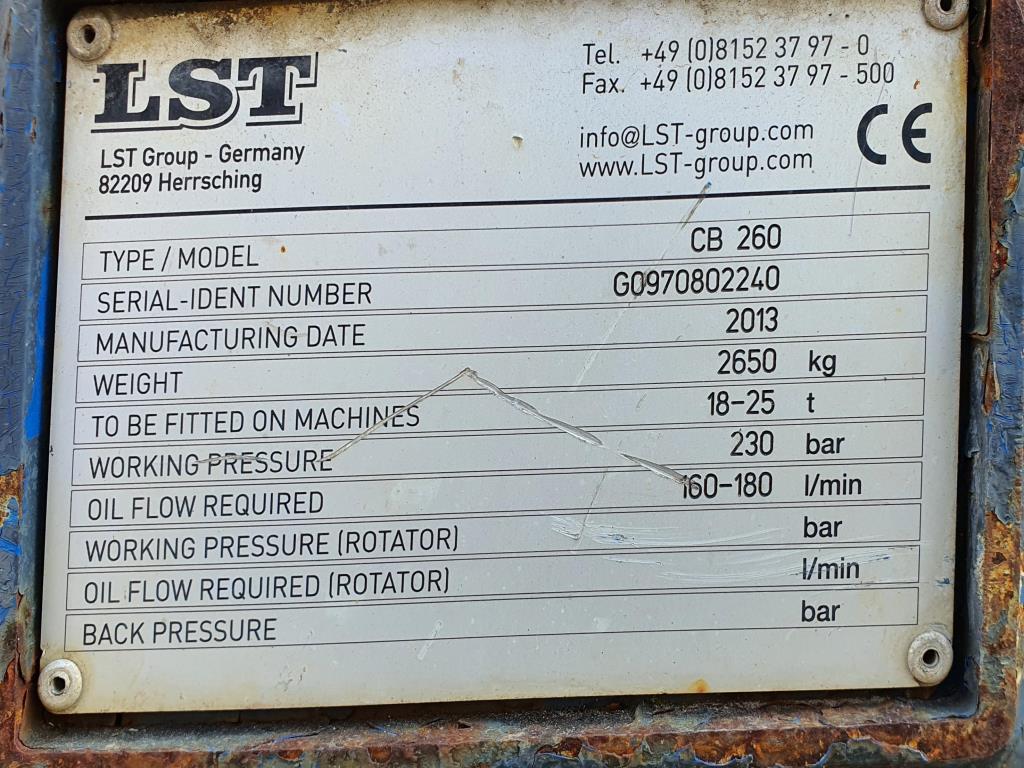 LST
LST Group - Germany
82209 Herrsching
Tel. +49 (0)8152 37 97 - 0
Fax. +49 (0)8152 37 97 - 500
info@LST-group.com
www.LST-group.com
CE
TYPE / MODEL CB 260
SERIAL-IDENT NUMBER G0970802240
MANUFACTURING DATE 2013
WEIGHT 2650 kg
TO BE FITTED ON MACHINES 18-25 t
WORKING PRESSURE 230 bar
OIL FLOW REQUIRED 160-180 l/min
WORKING PRESSURE (ROTATOR) bar
OIL FLOW REQUIRED (ROTATOR) l/min
BACK PRESSURE bar